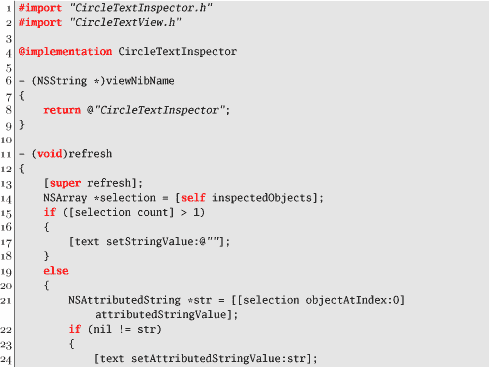 1 #import "CircleTextInspector.h"
2 #import "CircleTextView.h"
3
4 @implementation CircleTextInspector
5
6 - (NSString *)viewNibName
7 {
8     return @"CircleTextInspector";
9 }
10
11 - (void)refresh
12 {
13     [super refresh];
14     NSArray *selection = [self inspectedObjects];
15     if ([selection count] > 1)
16     {
17         [text setStringValue:@""];
18     }
19     else
20     {
21         NSAttributedString *str = [[selection objectAtIndex:0]
            attributedStringValue];
22         if (nil != str)
23         {
24             [text setAttributedStringValue:str];